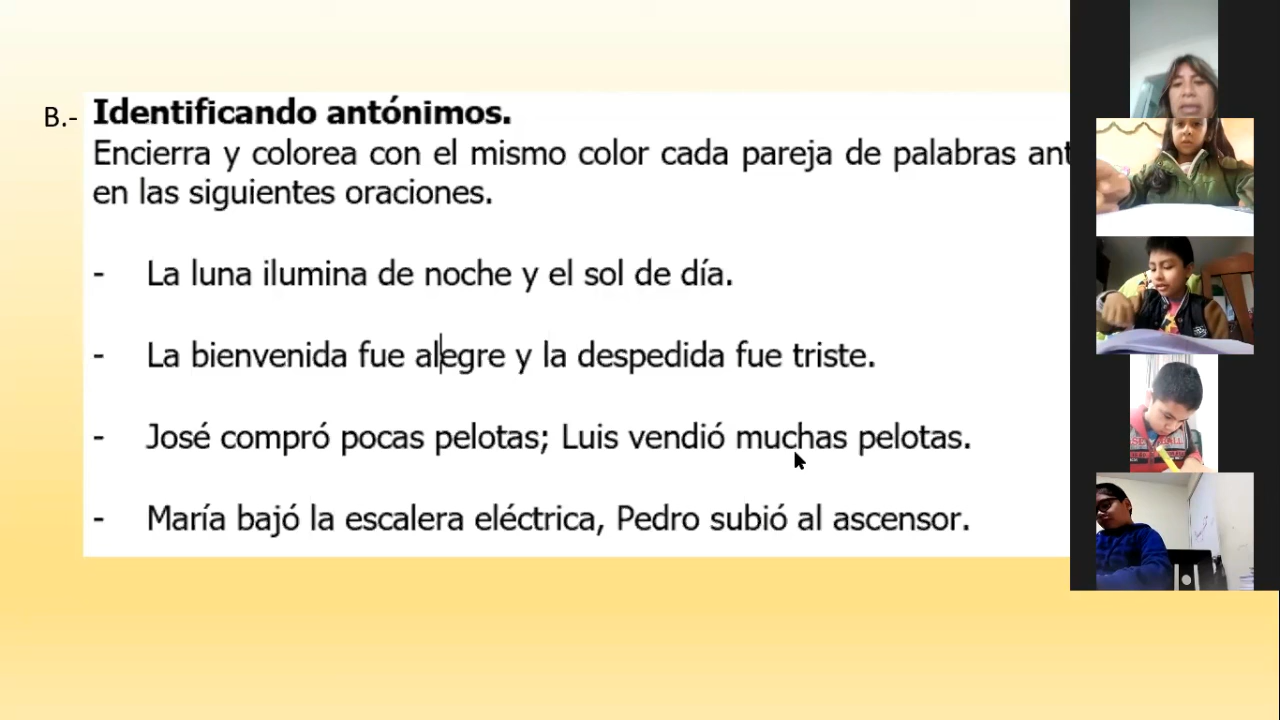 B.- Identificando antónimos.
Encierra y colorea con el mismo color cada pareja de palabras
en las siguientes oraciones.
- La luna ilumina de noche y el sol de día.
- La bienvenida fue alegre y la despedida fue triste.
- José compró pocas pelotas; Luis vendió muchas pelotas.
- María bajó la escalera eléctrica, Pedro subió al ascensor.